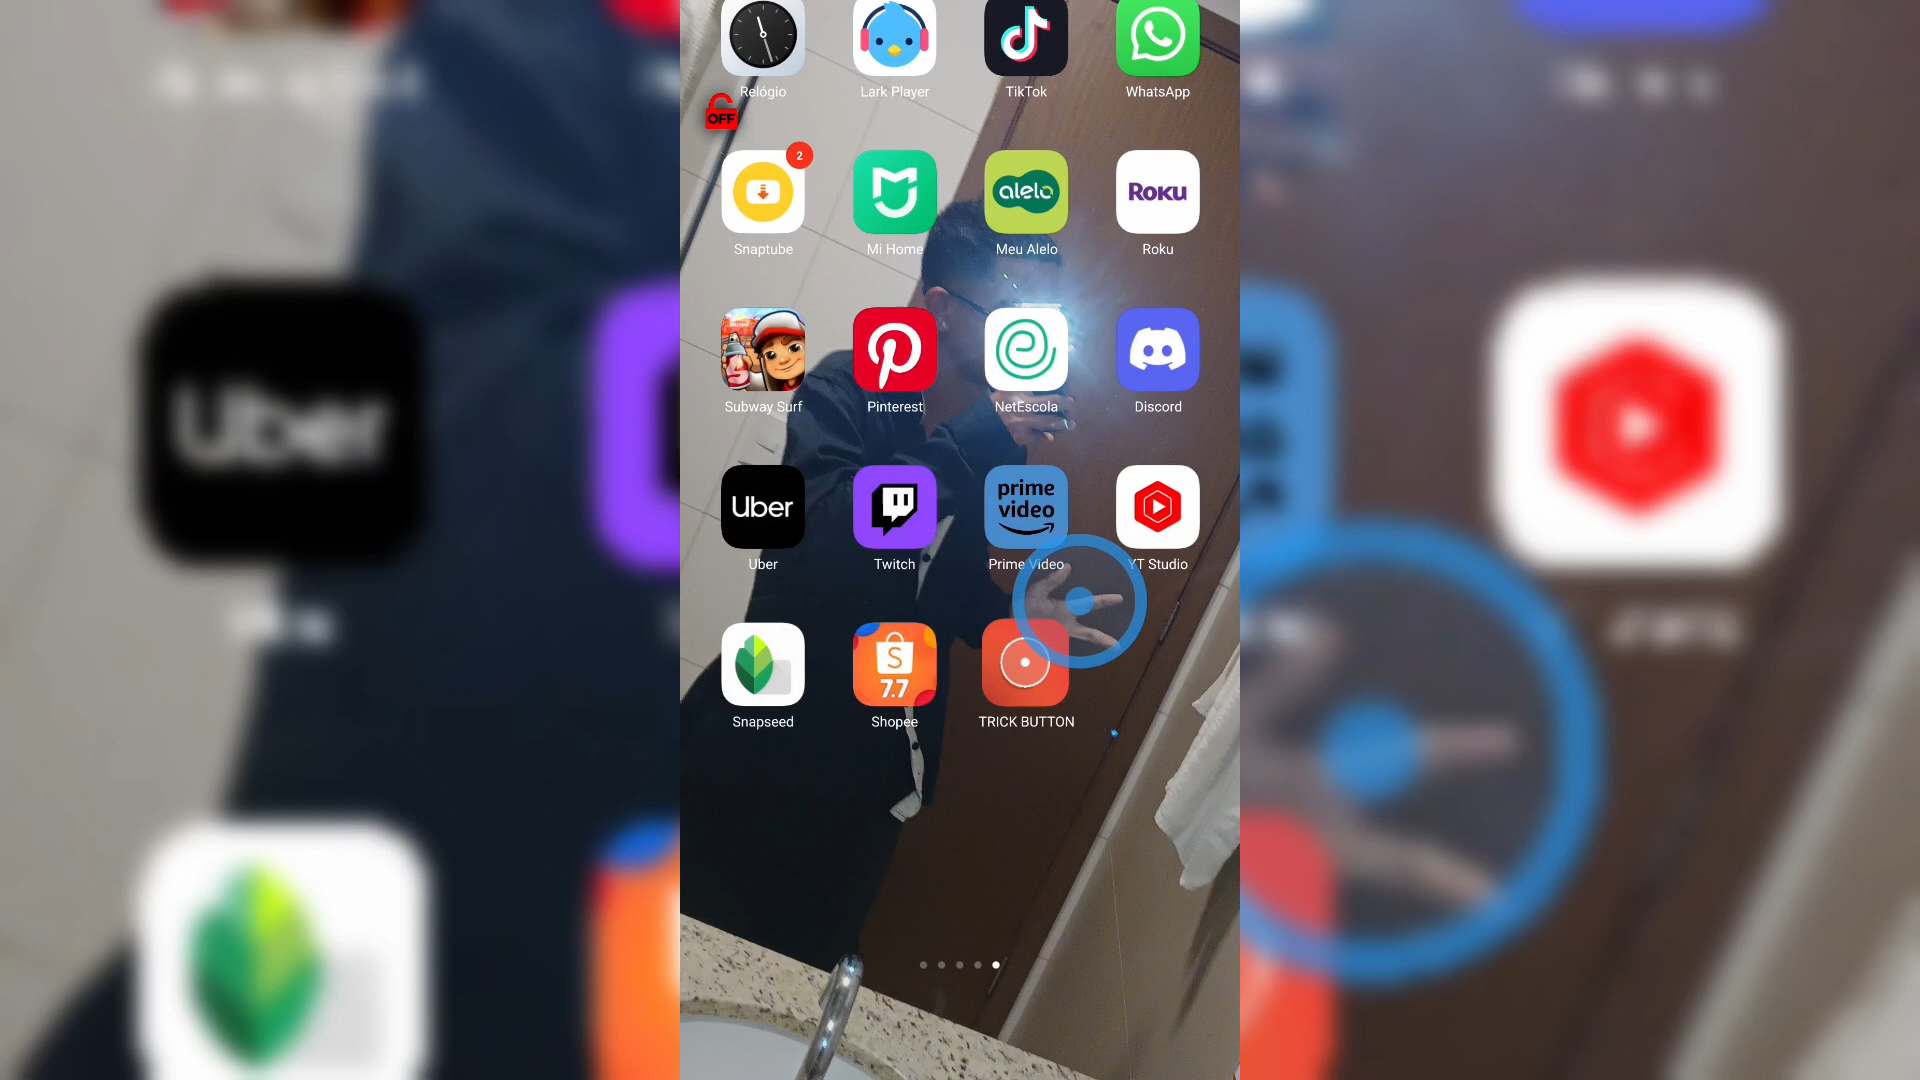 Relógio Lark Player TikTok WhatsApp
OFF
2
alelo Roku
Snaptube Mi Home Meu Alelo Roku
Subway Surf Pinterest NetEscola Discord
Uber prime video
Uber Twitch Prime Video YT Studio
S
7.7
Snapseed Shopee TRICK BUTTON
Uber